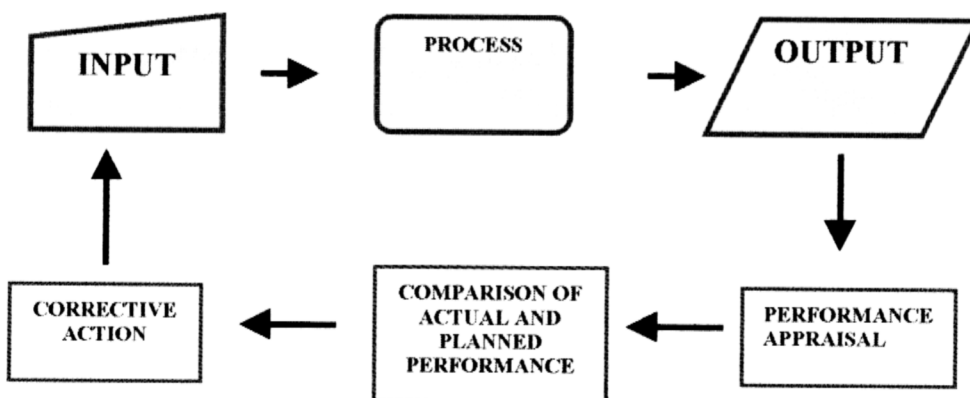 INPUT
PROCESS
OUTPUT
CORRECTIVE
ACTION
COMPARISON OF
ACTUAL AND
PLANNED
PERFORMANCE
PERFORMANCE
APPRAISAL